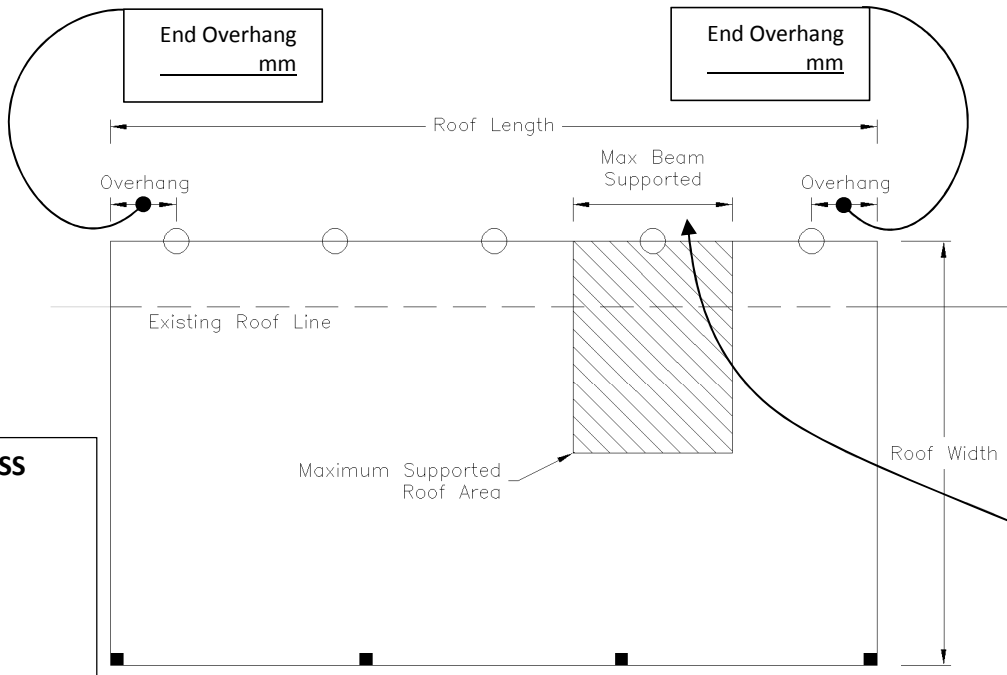 End Overhang
mm
End Overhang
mm
Roof Length
Max Beam
Supported
Overhang
Overhang
Existing Roof Line
Roof Width
Maximum Supported
Roof Area
SS